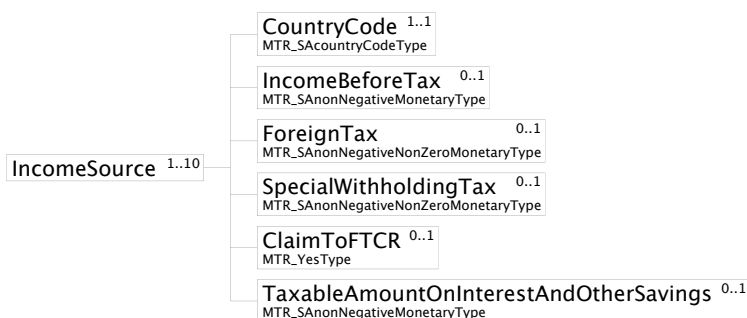 CountryCode 1..1
MTR_SAcountryCodeType
IncomeBeforeTax 0..1
MTR_SAnonNegativeMonetaryType
ForeignTax 0..1
MTR_SAnonNegativeNonZeroMonetaryType
IncomeSource 1..10
SpecialWithholdingTax 0..1
MTR_SAnonNegativeNonZeroMonetaryType
ClaimToFTCR 0..1
MTR_YesType
TaxableAmountOnInterestAndOtherSavings 0..1
MTR_SAnonNegativeMonetaryType